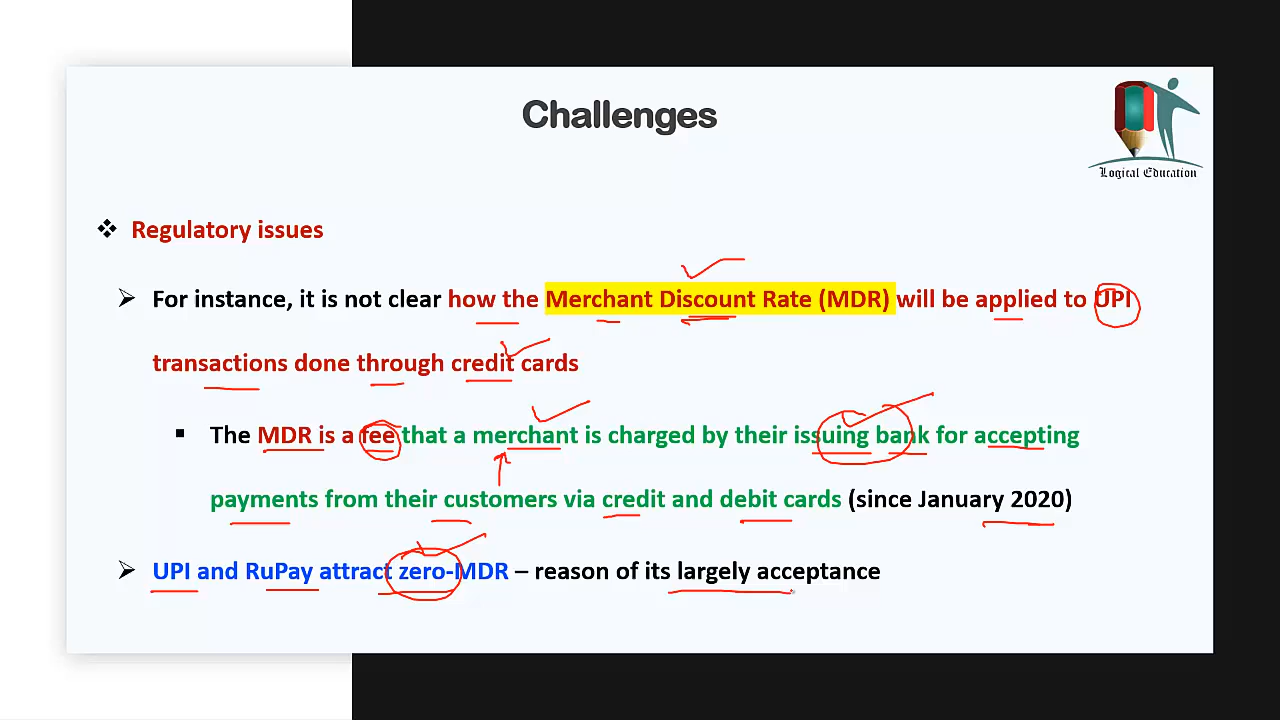 Challenges
Logical Education
Regulatory issues
For instance, it is not clear how the Merchant Discount Rate (MDR) will be applied to UPI
transactions done through credit cards
The MDR is a fee that a merchant is charged by their issuing bank for accepting
payments from their customers via credit and debit cards (since January 2020)
UPI and RuPay attract zero-MDR – reason of its largely acceptance